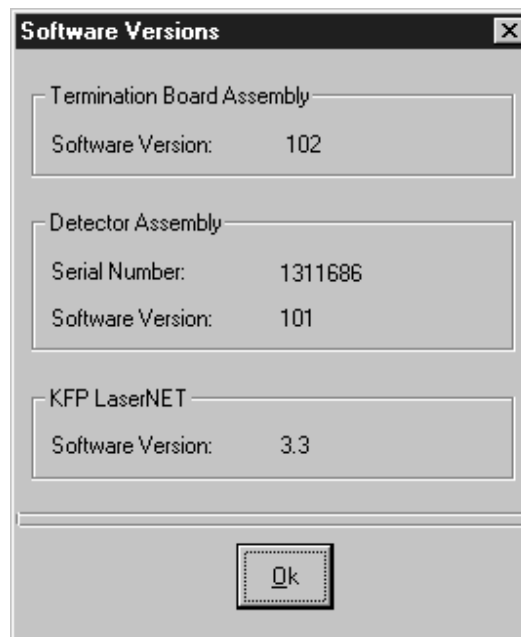 Software Versions
Termination Board Assembly
Software Version: 102
Detector Assembly
Serial Number: 1311686
Software Version: 101
KFP LaserNET
Software Version: 3.3
Ok